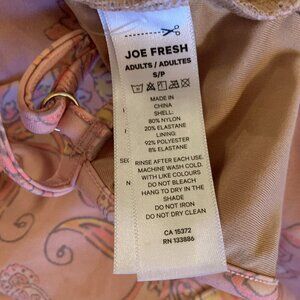 JOE FRESH
ADULTS / ADULTES
S/P
MADE IN
CHINA
SHELL:
80% NYLON
20% ELASTANE
LINING:
92% POLYESTER
8% ELASTANE
RINSE AFTER EACH USE.
MACHINE WASH COLD.
WITH LIKE COLOURS
DO NOT BLEACH
HANG TO DRY IN THE
SHADE
DO NOT IRON
DO NOT DRY CLEAN
CA 15372
RN 133886